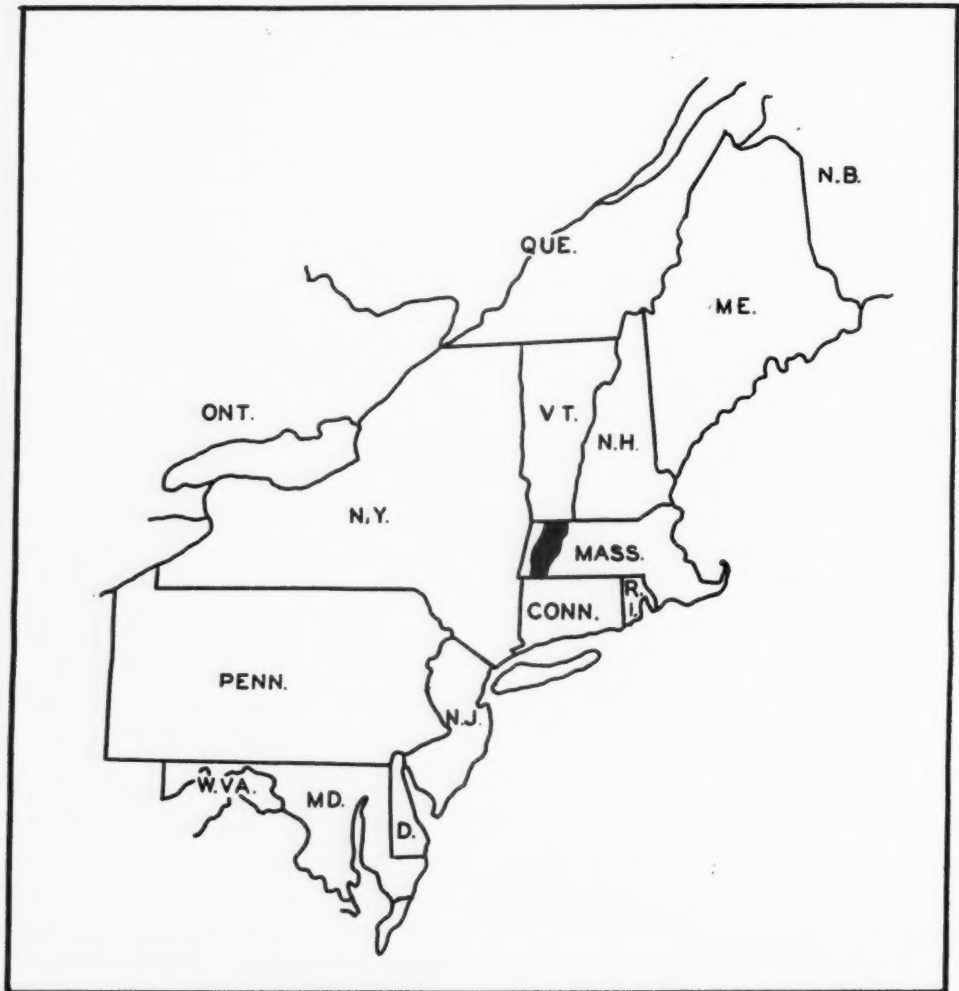 N.B.
QUE.
ME.
ONT.
VT.
N.H.
N.Y.
MASS.
R.
I.
CONN.
PENN.
N.J.
W.VA.
MD.
D.